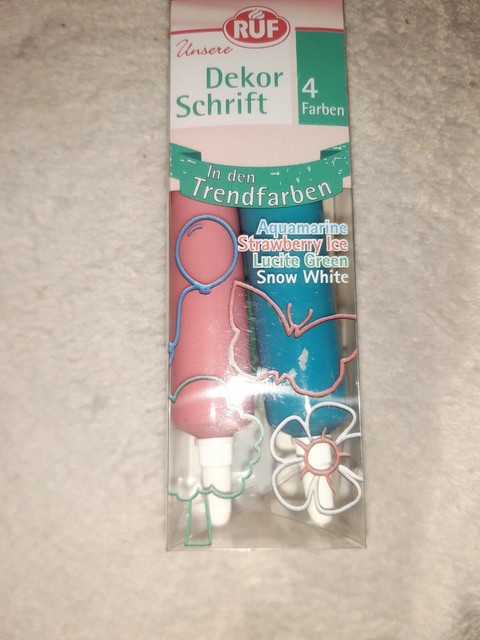 RUF
Unsere
Dekor
Schrift
4
Farben
In den
Trendfarben
Aquamarine
Strawberry Ice
Lucite Green
Snow White